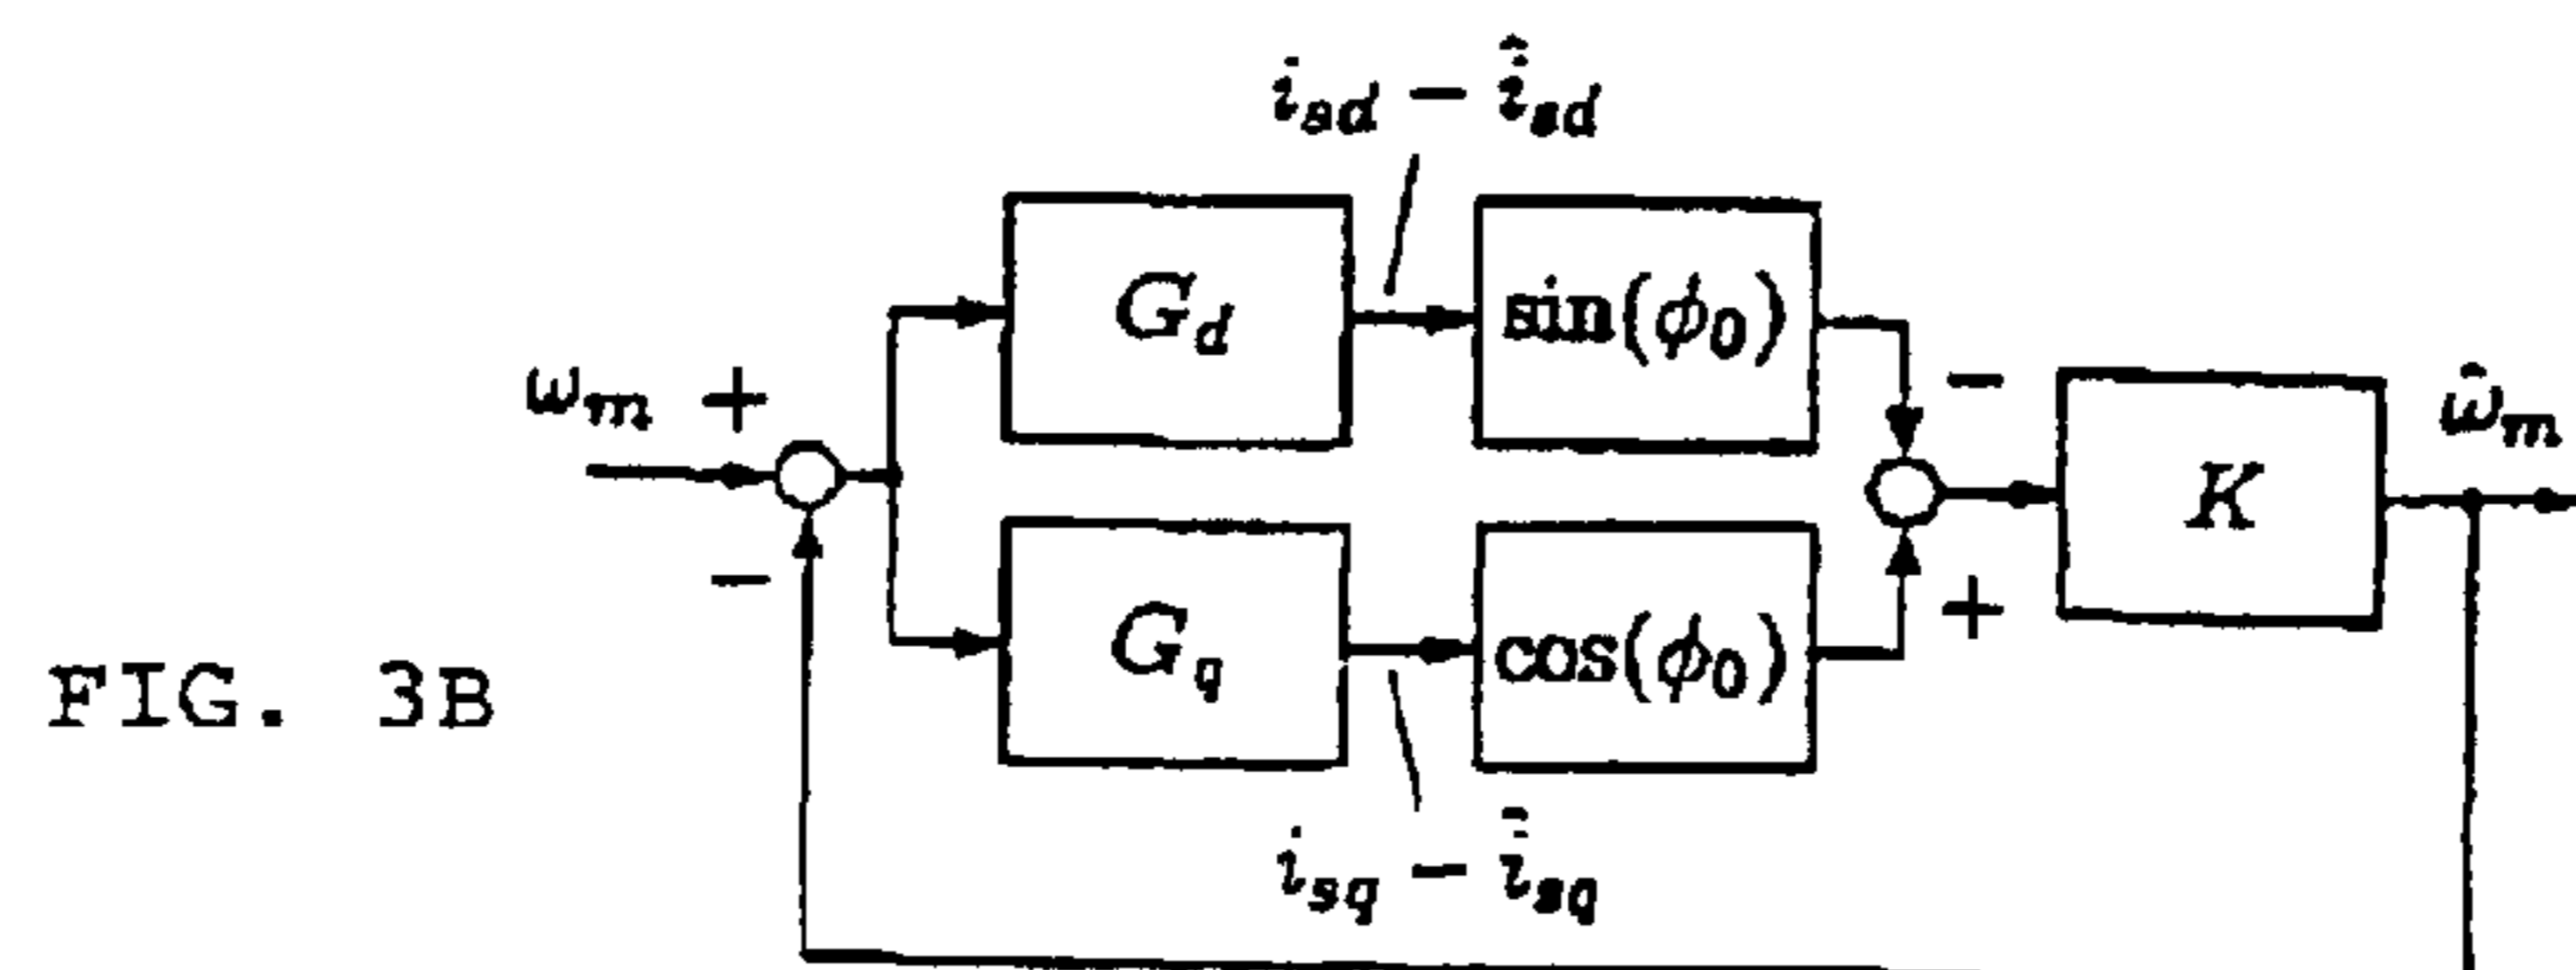 i_sd − î_sd
G_d
sin(ϕ_0)
ω_m +
−
K
ω̂_m
−
G_q
cos(ϕ_0)
+
FIG. 3B
i_sq − î_sq